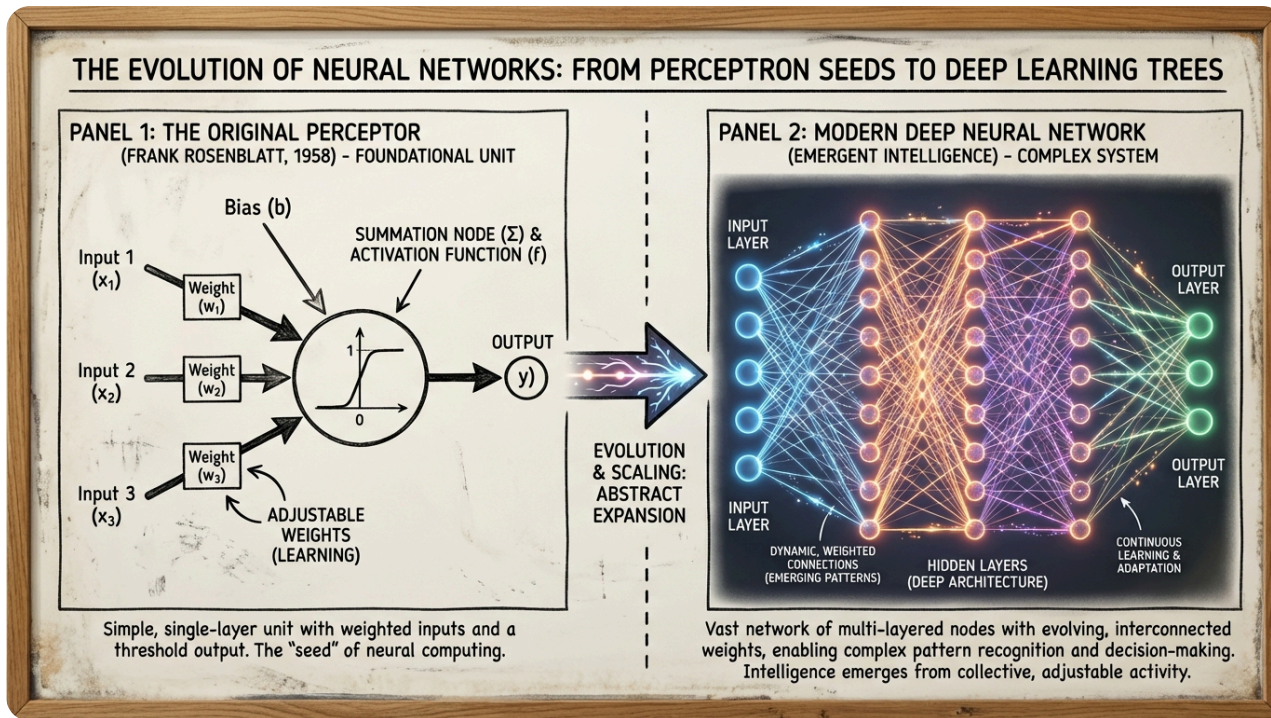 THE EVOLUTION OF NEURAL NETWORKS: FROM PERCEPTRON SEEDS TO DEEP LEARNING TREES
PANEL 1: THE ORIGINAL PERCEPTOR
(FRANK ROSENBLATT, 1958) - FOUNDATIONAL UNIT
Bias (b)
SUMMATION NODE (Σ) &
ACTIVATION FUNCTION (f)
Input 1
(x₁)
Weight
(w₁)
Input 2
(x₂)
Weight
(w₂)
Input 3
(x₃)
Weight
(w₃)
1
0
OUTPUT
y)
ADJUSTABLE
WEIGHTS
(LEARNING)
Simple, single-layer unit with weighted inputs and a
threshold output. The "seed" of neural computing.
EVOLUTION
& SCALING:
ABSTRACT
EXPANSION
PANEL 2: MODERN DEEP NEURAL NETWORK
(EMERGENT INTELLIGENCE) - COMPLEX SYSTEM
INPUT
LAYER
INPUT
LAYER
OUTPUT
LAYER
OUTPUT
LAYER
DYNAMIC, WEIGHTED
CONNECTIONS
(EMERGING PATTERNS)
HIDDEN LAYERS
(DEEP ARCHITECTURE)
CONTINUOUS
LEARNING &
ADAPTATION
Vast network of multi-layered nodes with evolving, interconnected
weights, enabling complex pattern recognition and decision-making.
Intelligence emerges from collective, adjustable activity.